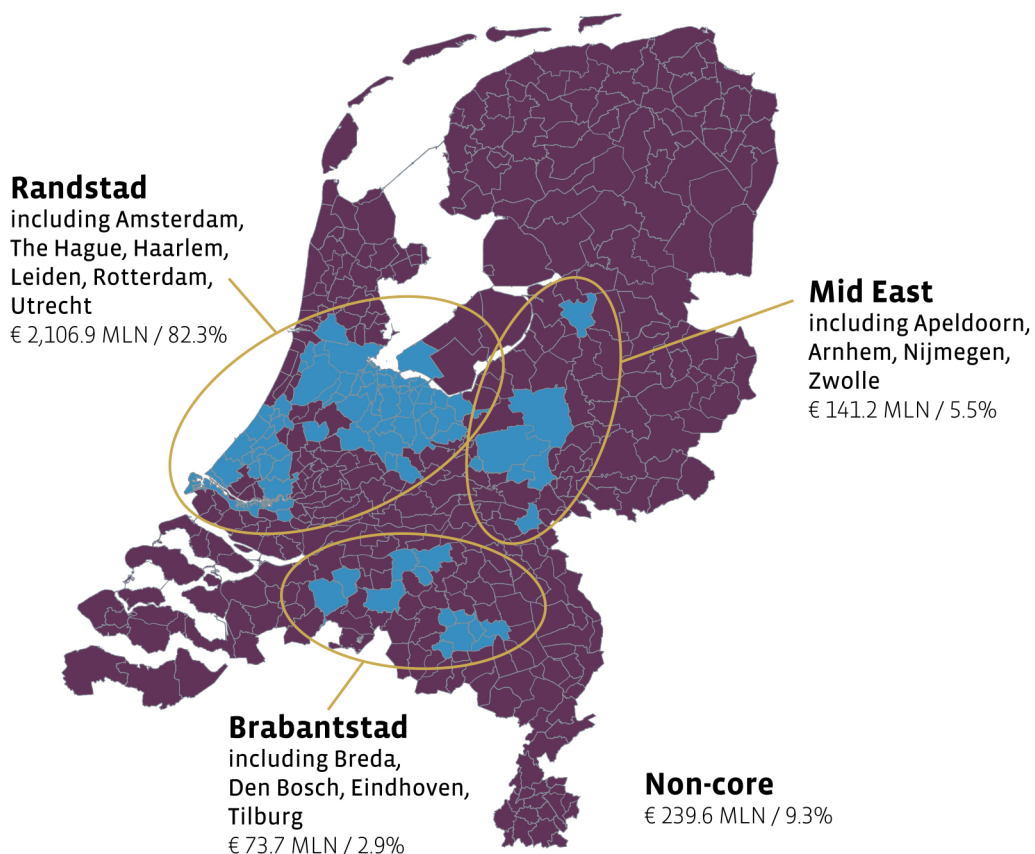 Randstad
including Amsterdam,
The Hague, Haarlem,
Leiden, Rotterdam,
Utrecht
€ 2,106.9 MLN / 82.3%
Mid East
including Apeldoorn,
Arnhem, Nijmegen,
Zwolle
€ 141.2 MLN / 5.5%
Brabantstad
including Breda,
Den Bosch, Eindhoven,
Tilburg
€ 73.7 MLN / 2.9%
Non-core
€ 239.6 MLN / 9.3%